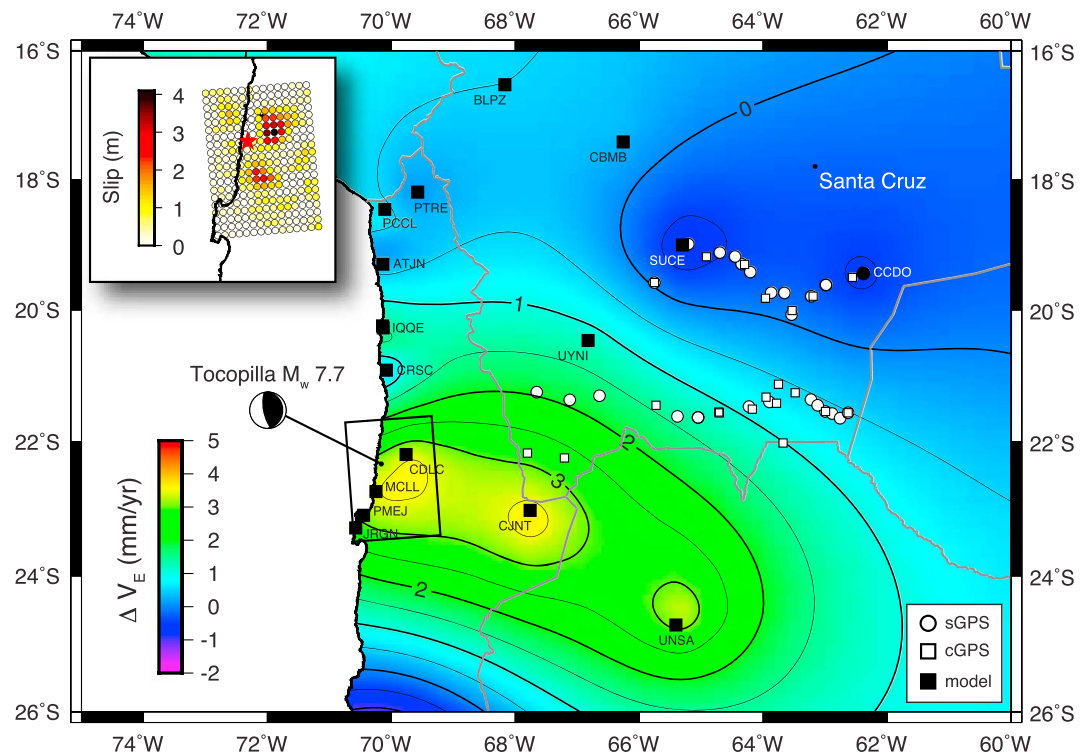 74°W 72°W 70°W 68°W 66°W 64°W 62°W 60°W
16°S 16°S
4
3
2
1
0
Slip (m)
BLPZ
0
CBMB
Santa Cruz
18°S 18°S
PTRE
PCCL
SUCE
CCDO
ATJN
1
20°S 20°S
IQQE
UYNI
CRSC
Tocopilla Mw 7.7
22°S 22°S
2
CDLC
3
MCLL
PMEJ
CJNT
JRGN
5
4
3
2
1
0
-1
-2
Δ VE (mm/yr)
24°S 24°S
2
UNSA
sGPS
cGPS
model
26°S 26°S
74°W 72°W 70°W 68°W 66°W 64°W 62°W 60°W